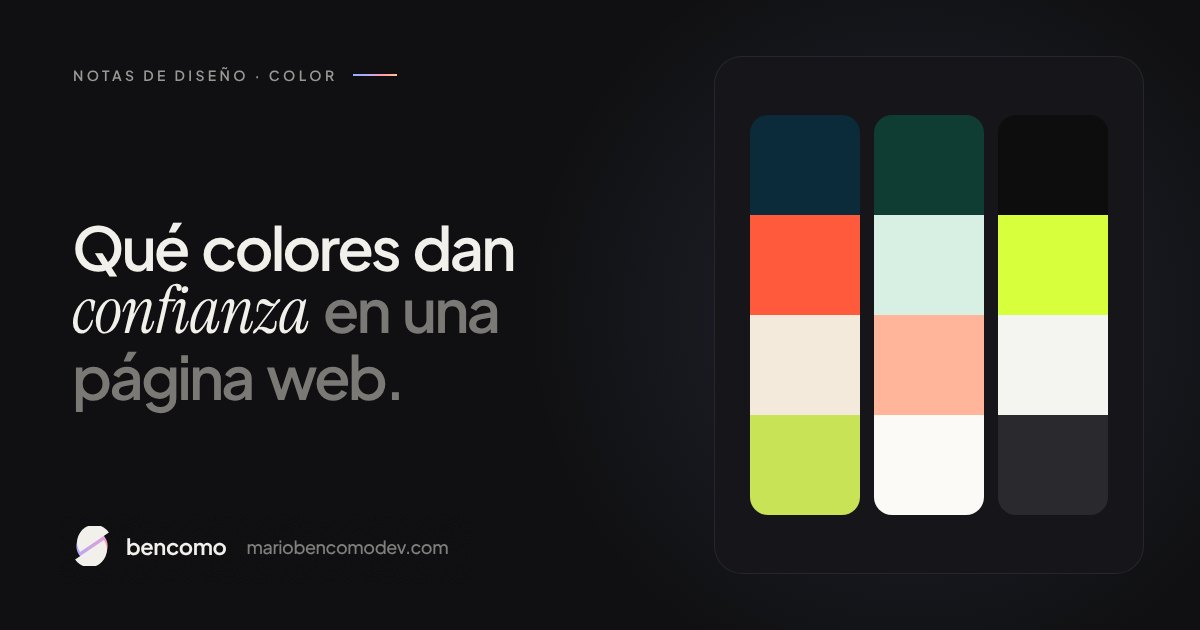 NOTAS DE DISEÑO · COLOR
Qué colores dan
confianza en una
página web.
bencomo mariobencomodev.com